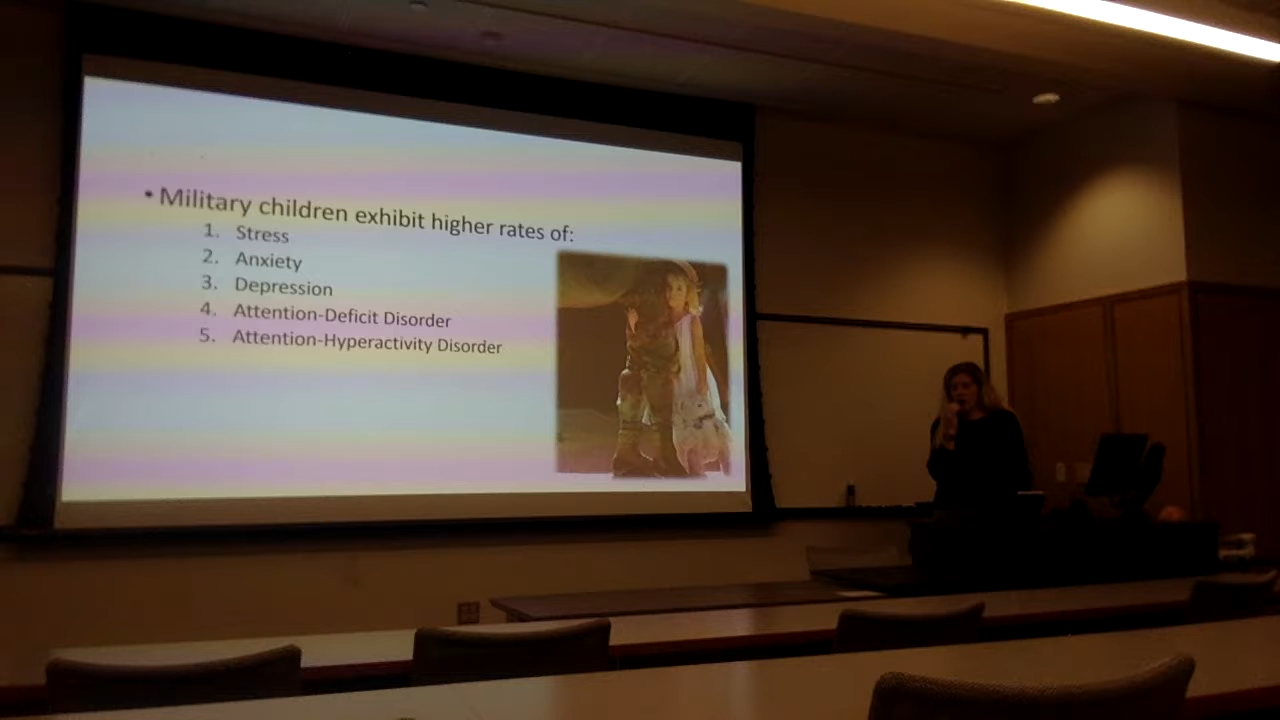 • Military children exhibit higher rates of:
1. Stress
2. Anxiety
3. Depression
4. Attention-Deficit Disorder
5. Attention-Hyperactivity Disorder